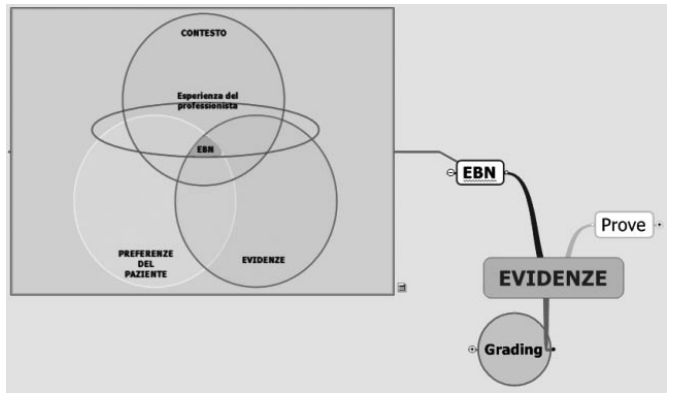 CONTESTO
Esperienza del
professionista
EBN
PREFERENZE
DEL
PAZIENTE
EVIDENZE
EBN
Prove
EVIDENZE
Grading